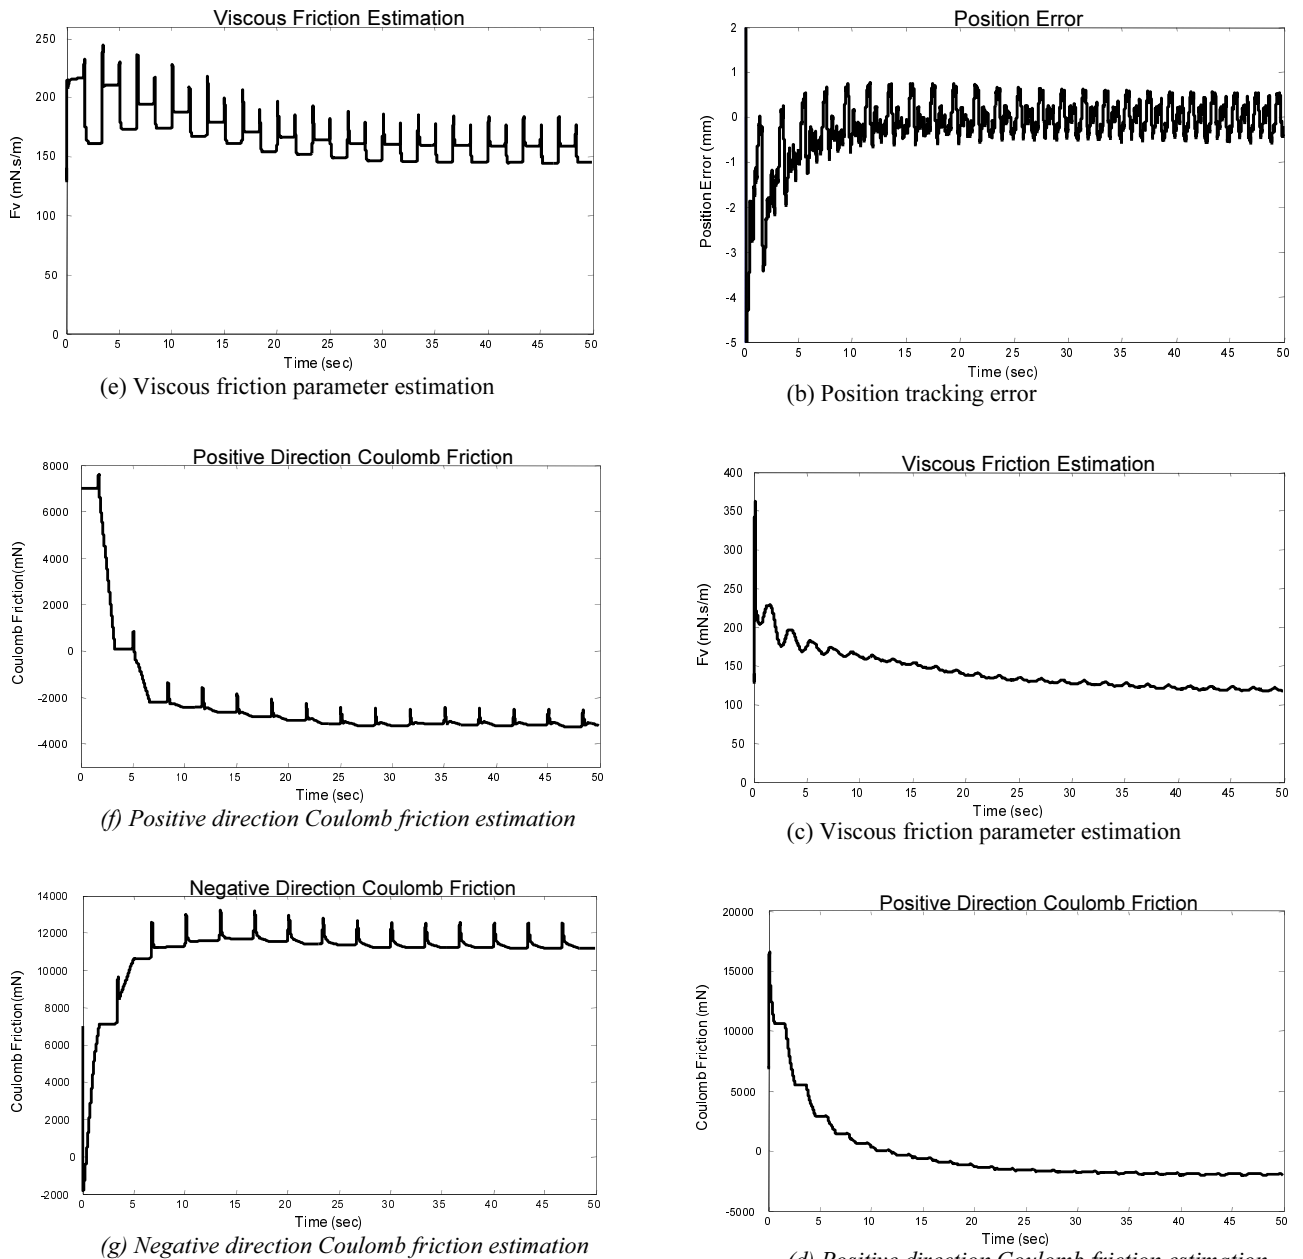 Viscous Friction Estimation
250
200
150
100
50
0
Fv (mN.s/m)
0 5 10 15 20 25 30 35 40 45 50
Time (sec)
(e) Viscous friction parameter estimation
Positive Direction Coulomb Friction
8000
6000
4000
2000
0
-2000
-4000
Coulomb Friction(mN)
0 5 10 15 20 25 30 35 40 45 50
Time (sec)
(f) Positive direction Coulomb friction estimation
Negative Direction Coulomb Friction
14000
12000
10000
8000
6000
4000
2000
0
-2000
Coulomb Friction(mN)
0 5 10 15 20 25 30 35 40 45 50
Time (sec)
(g) Negative direction Coulomb friction estimation
Position Error
2
1
0
-1
-2
-3
-4
-5
Position Error (mm)
0 5 10 15 20 25 30 35 40 45 50
Time (sec)
(b) Position tracking error
Viscous Friction Estimation
400
350
300
250
200
150
100
50
0
Fv (mN.s/m)
0 5 10 15 20 25 30 35 40 45 50
Time (sec)
(c) Viscous friction parameter estimation
Positive Direction Coulomb Friction
20000
15000
10000
5000
0
-5000
Coulomb Friction (mN)
0 5 10 15 20 25 30 35 40 45 50
Time (sec)
(d) Positive direction Coulomb friction estimation